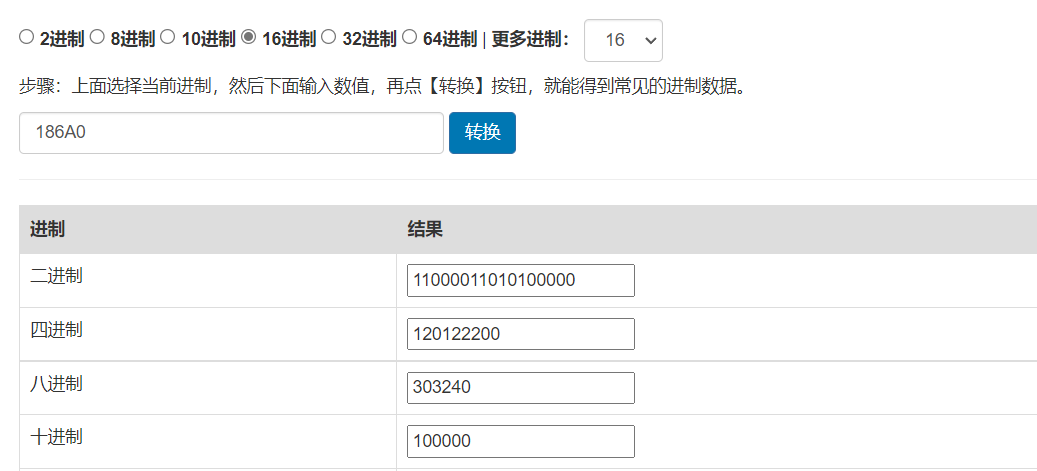 2进制 8进制 10进制 16进制 32进制 64进制 | 更多进制： 16
步骤：上面选择当前进制，然后下面输入数值，再点【转换】按钮，就能得到常见的进制数据。
186A0 转换
进制 结果
二进制 11000011010100000
四进制 120122200
八进制 303240
十进制 100000